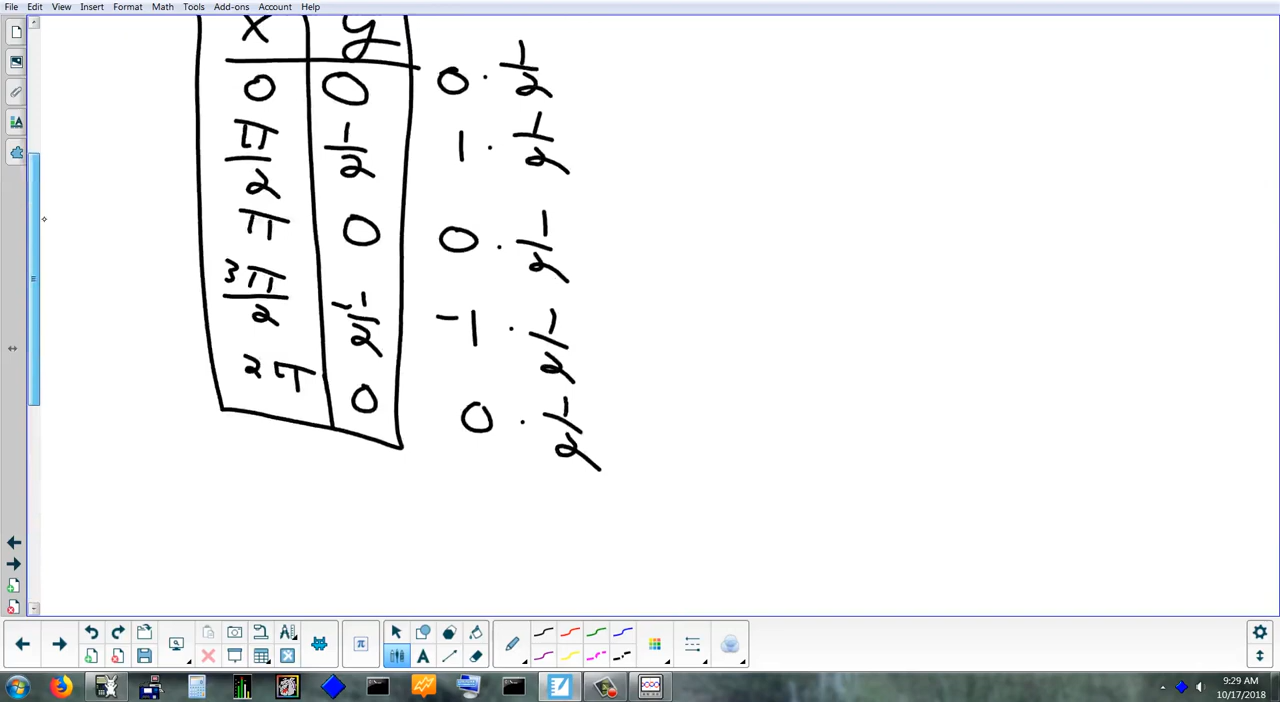 File Edit View Insert Format Math Tools Add-ons Account Help
x y
0 0 0 · 1/2
π/2 1/2 1 · 1/2
π 0 0 · 1/2
3π/2 -1/2 -1 · 1/2
2π 0 0 · 1/2
9:29 AM
10/17/2018